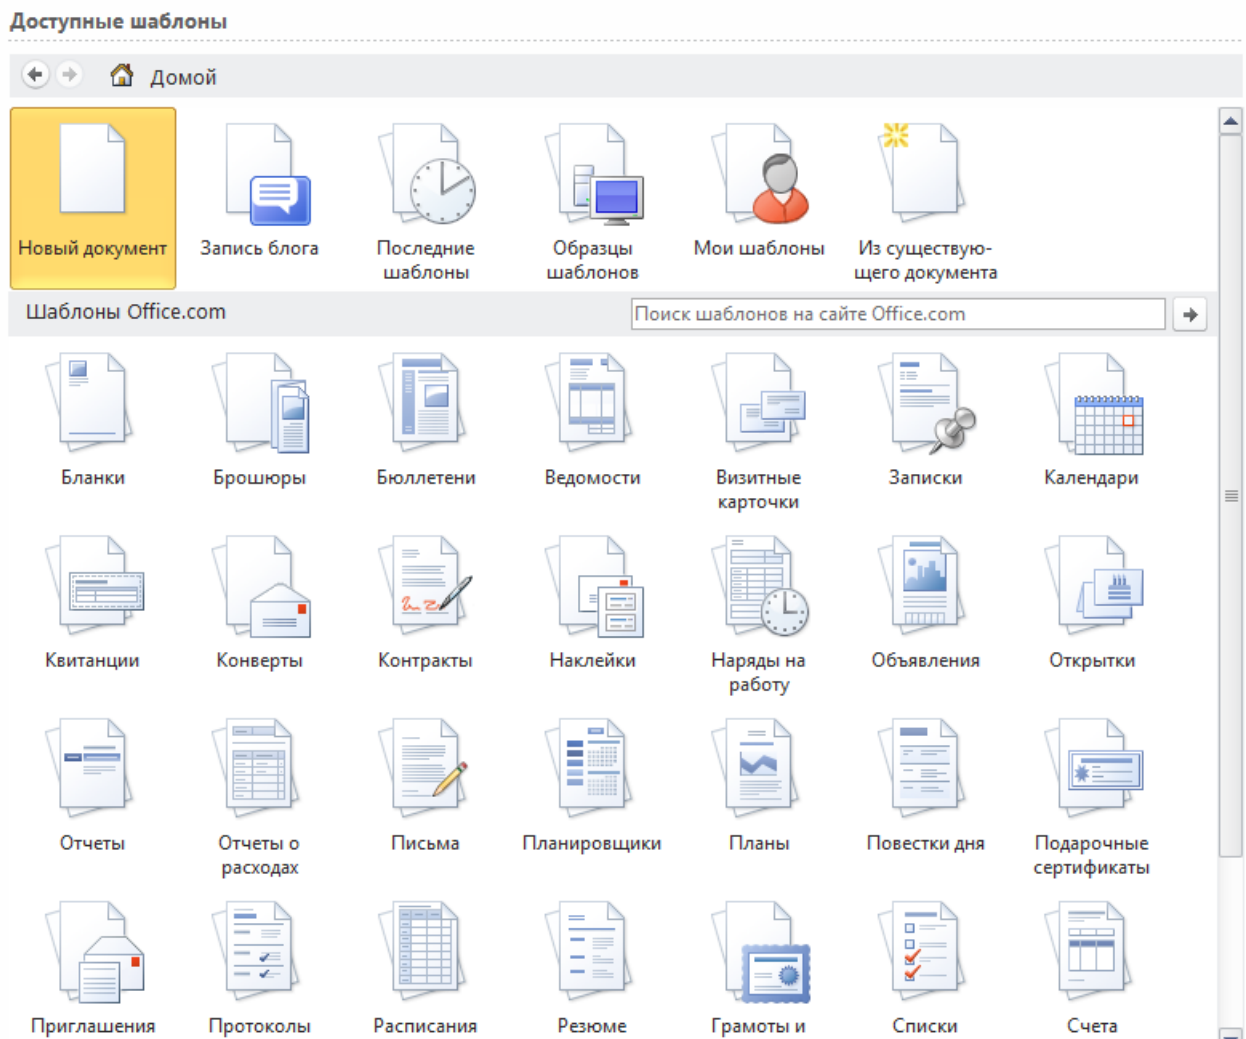 Доступные шаблоны
Домой
Новый документ
Запись блога
Последние
шаблоны
Образцы
шаблонов
Мои шаблоны
Из существую-
щего документа
Шаблоны Office.com
Поиск шаблонов на сайте Office.com
Бланки
Брошюры
Бюллетени
Ведомости
Визитные
карточки
Записки
Календари
Квитанции
Конверты
Контракты
Наклейки
Наряды на
работу
Объявления
Открытки
Отчеты
Отчеты о
расходах
Письма
Планировщики
Планы
Повестки дня
Подарочные
сертификаты
Приглашения
Протоколы
Расписания
Резюме
Грамоты и
Списки
Счета